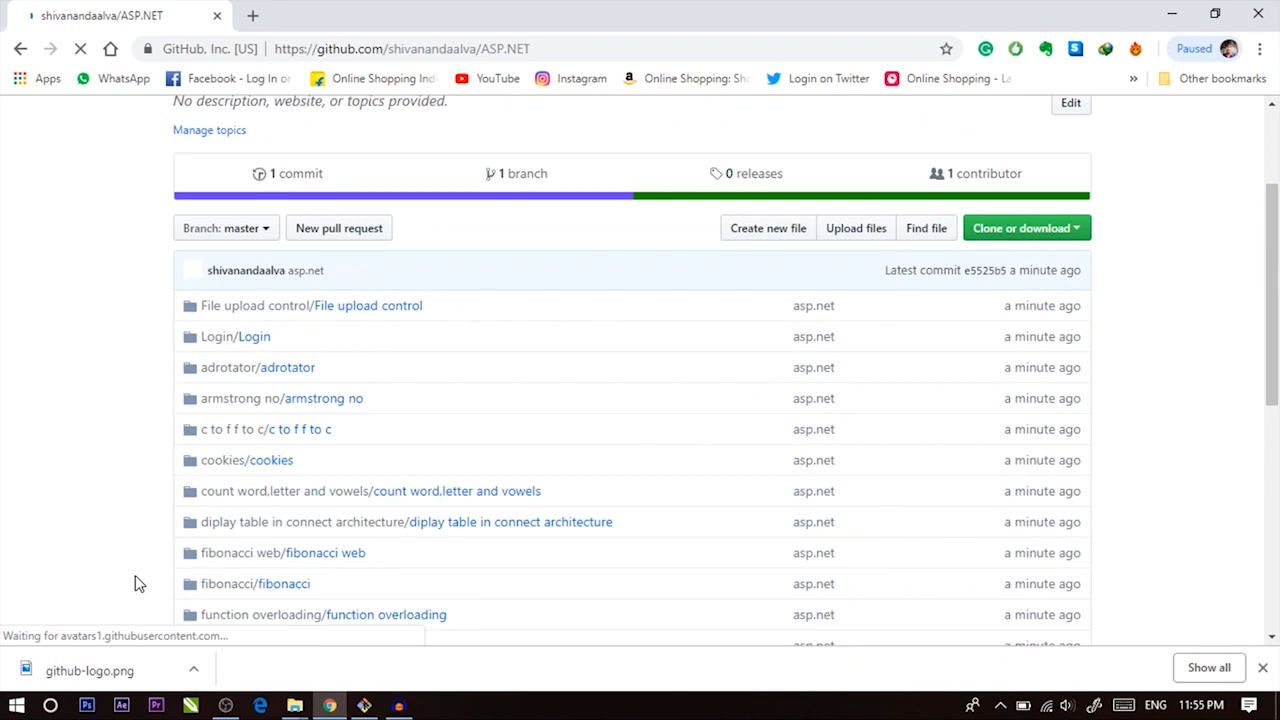 shivanandaalva/ASP.NET
GitHub, Inc. [US] | https://github.com/shivanandaalva/ASP.NET
Paused
Apps WhatsApp Facebook - Log In or Online Shopping Indi YouTube Instagram Online Shopping: Sho Login on Twitter Online Shopping - La » Other bookmarks
No description, website, or topics provided.
Edit
Manage topics
1 commit 1 branch 0 releases 1 contributor
Branch: master New pull request Create new file Upload files Find file Clone or download
shivanandaalva asp.net Latest commit e5525b5 a minute ago
File upload control/File upload control asp.net a minute ago
Login/Login asp.net a minute ago
adrotator/adrotator asp.net a minute ago
armstrong no/armstrong no asp.net a minute ago
c to f f to c/c to f f to c asp.net a minute ago
cookies/cookies asp.net a minute ago
count word,letter and vowels/count word,letter and vowels asp.net a minute ago
diplay table in connect architecture/diplay table in connect architecture asp.net a minute ago
fibonacci web/fibonacci web asp.net a minute ago
fibonacci/fibonacci asp.net a minute ago
function overloading/function overloading asp.net a minute ago
Waiting for avatars1.githubusercontent.com...
github-logo.png Show all
Ps Ae Pr ENG 11:55 PM